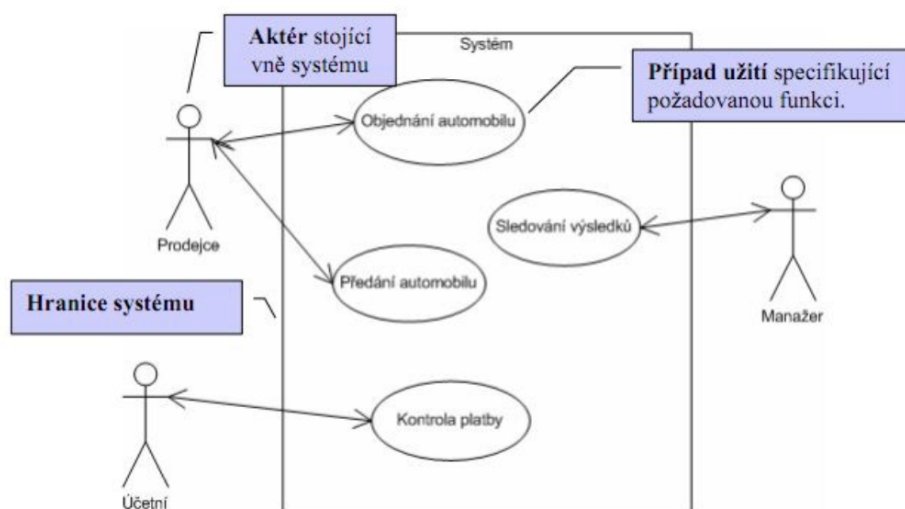 Aktér stojící
vně systému
Systém
Případ užití specifikující
požadovanou funkci.
Objednání automobilu
Prodejce
Sledování výsledků
Předání automobilu
Hranice systému
Manažer
Kontrola platby
Účetní